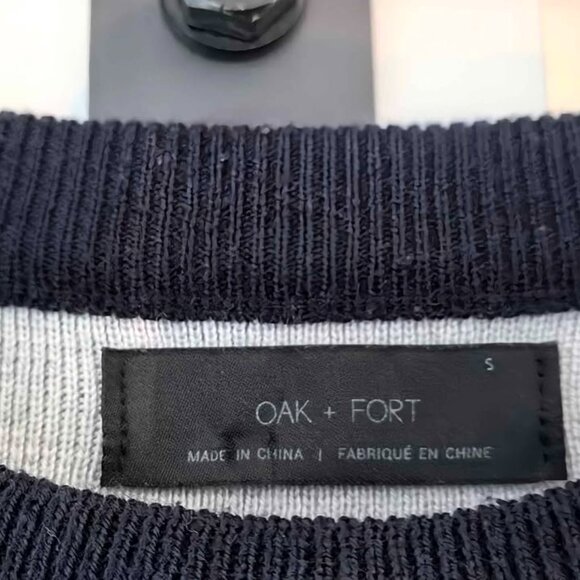 S
OAK + FORT
MADE IN CHINA | FABRIQUÉ EN CHINE